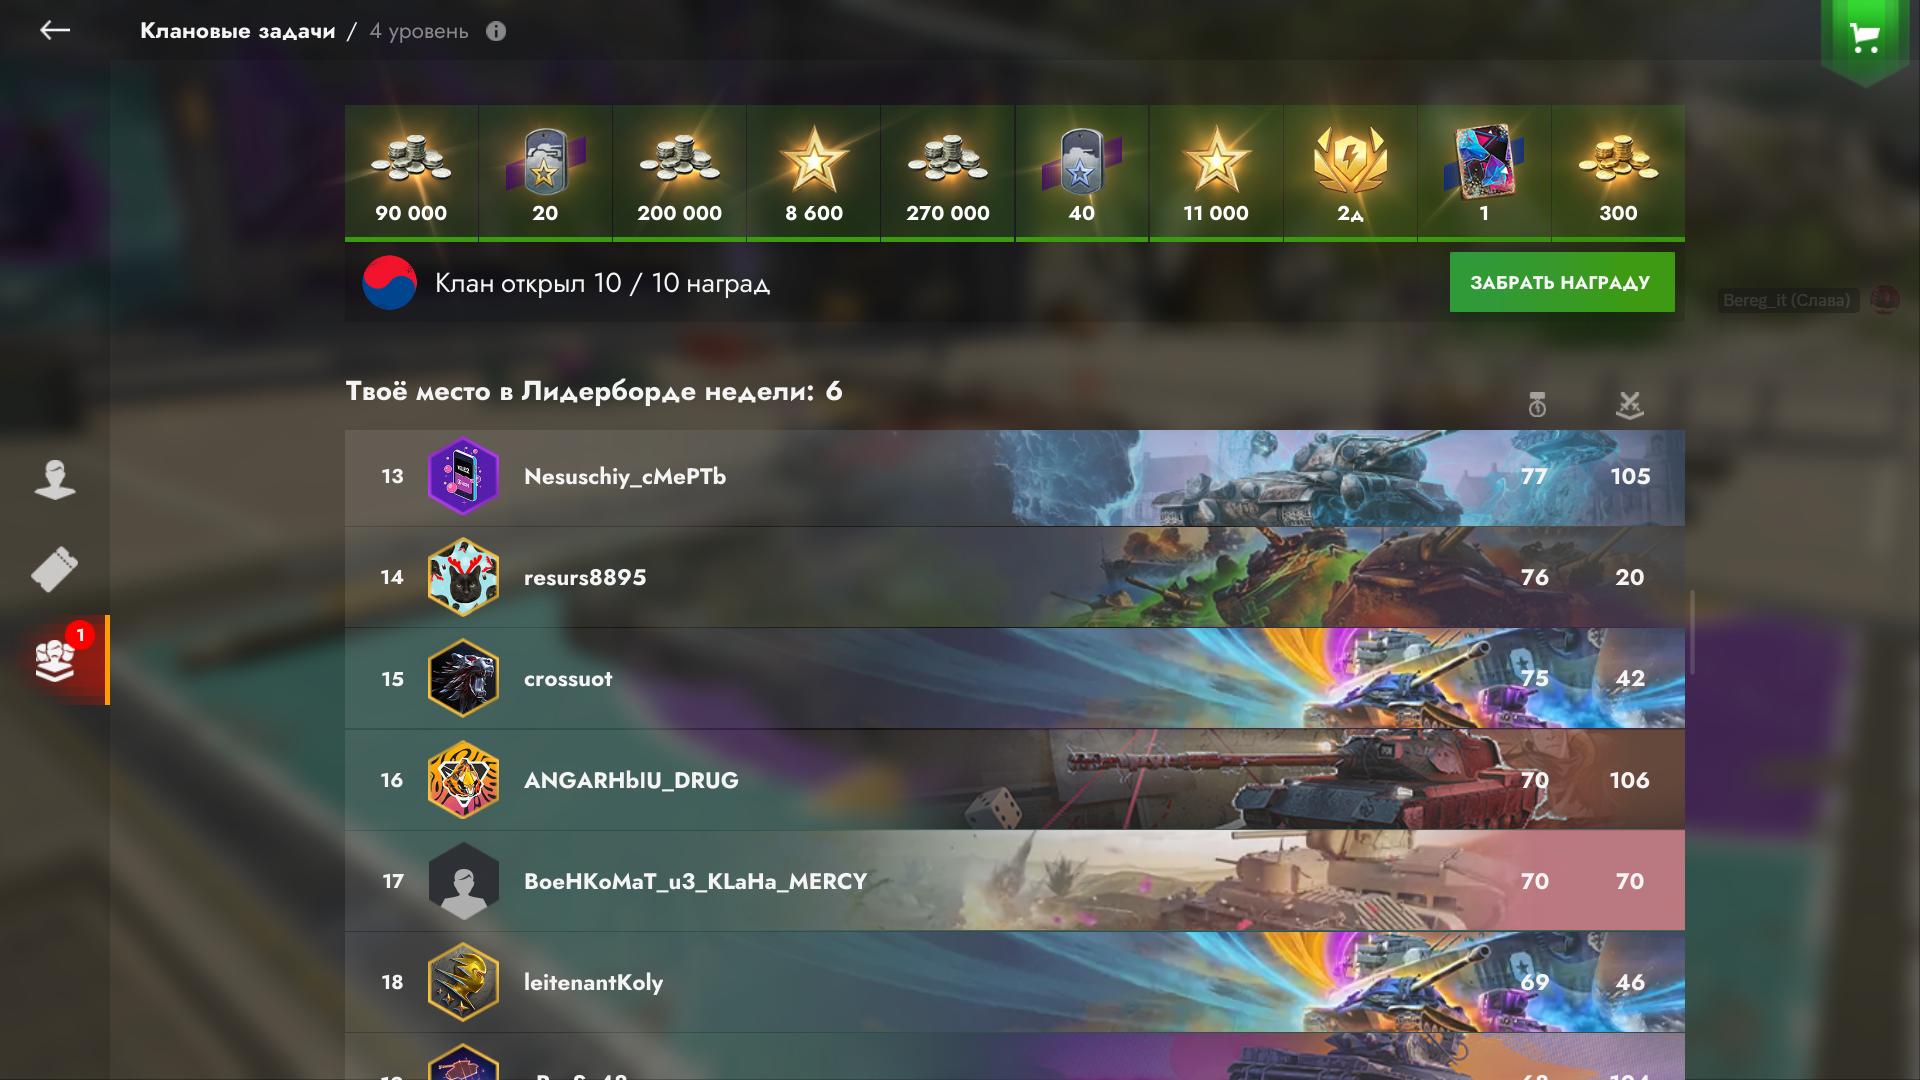 Клановые задачи / 4 уровень
90 000
20
200 000
8 600
270 000
40
11 000
2д
1
300
Клан открыл 10 / 10 наград
ЗАБРАТЬ НАГРАДУ
Bereg_it (Слава)
Твоё место в Лидерборде недели: 6
13 Nesuschiy_cMePTb 77 105
14 resurs8895 76 20
1
15 crossuot 75 42
16 ANGARHbIU_DRUG 70 106
17 BoeHKoMaT_u3_KLaHa_MERCY 70 70
18 leitenantKoly 69 46